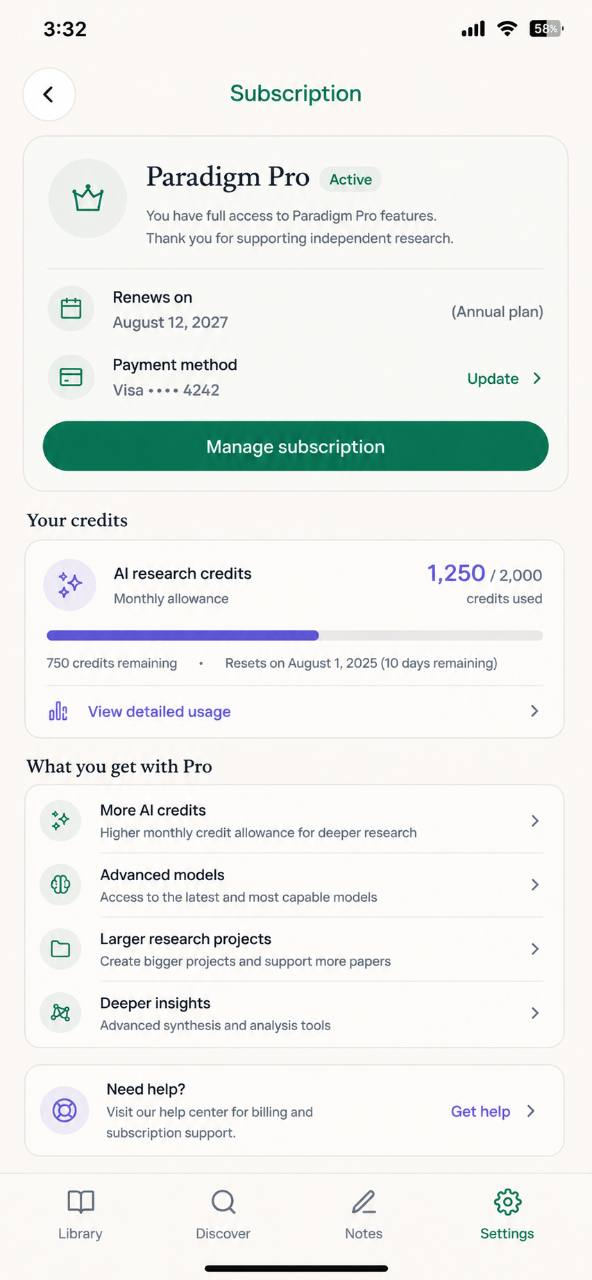 3:32
58%
Subscription
Paradigm Pro
Active
You have full access to Paradigm Pro features.
Thank you for supporting independent research.
Renews on
August 12, 2027
(Annual plan)
Payment method
Visa •••• 4242
Update
Manage subscription
Your credits
AI research credits
Monthly allowance
1,250 / 2,000
credits used
750 credits remaining • Resets on August 1, 2025 (10 days remaining)
View detailed usage
What you get with Pro
More AI credits
Higher monthly credit allowance for deeper research
Advanced models
Access to the latest and most capable models
Larger research projects
Create bigger projects and support more papers
Deeper insights
Advanced synthesis and analysis tools
Need help?
Visit our help center for billing and
subscription support.
Get help
Library
Discover
Notes
Settings